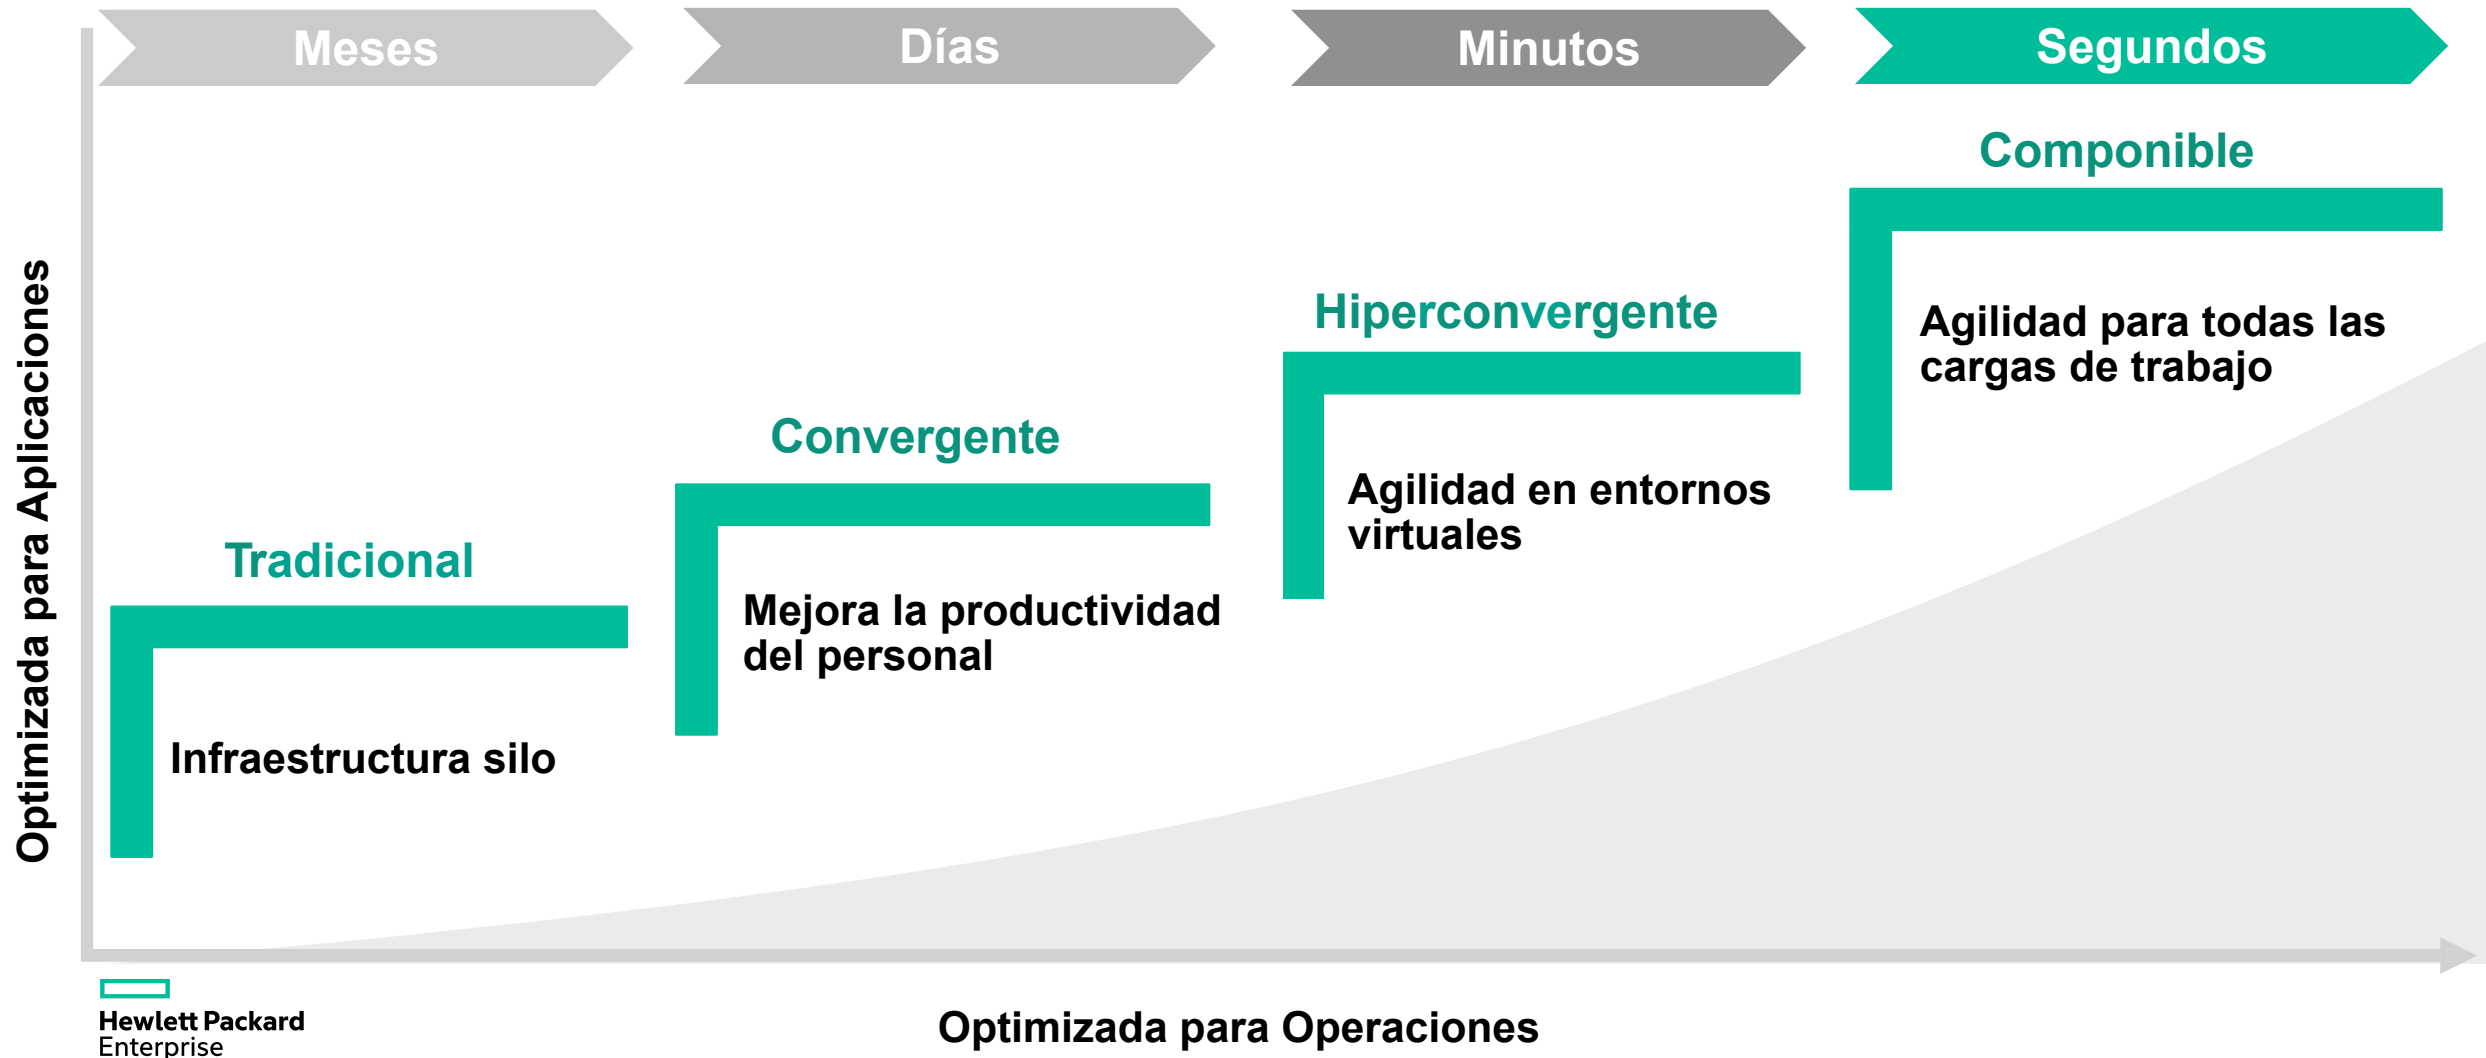 Meses
Días
Minutos
Segundos
Componible
Agilidad para todas las
cargas de trabajo
Hiperconvergente
Agilidad en entornos
virtuales
Convergente
Mejora la productividad
del personal
Tradicional
Infraestructura silo
Optimizada para Aplicaciones
Optimizada para Operaciones
Hewlett Packard
Enterprise